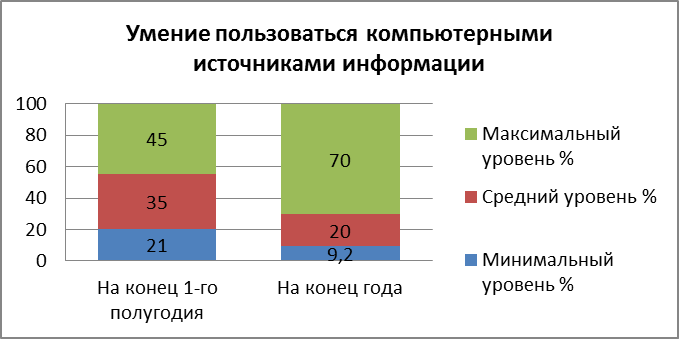 Умение пользоваться компьютерными
источниками информации
100
80
60
40
20
0
45
35
21
70
20
9,2
На конец 1-го
полугодия
На конец года
Максимальный
уровень %
Средний уровень %
Минимальный
уровень %